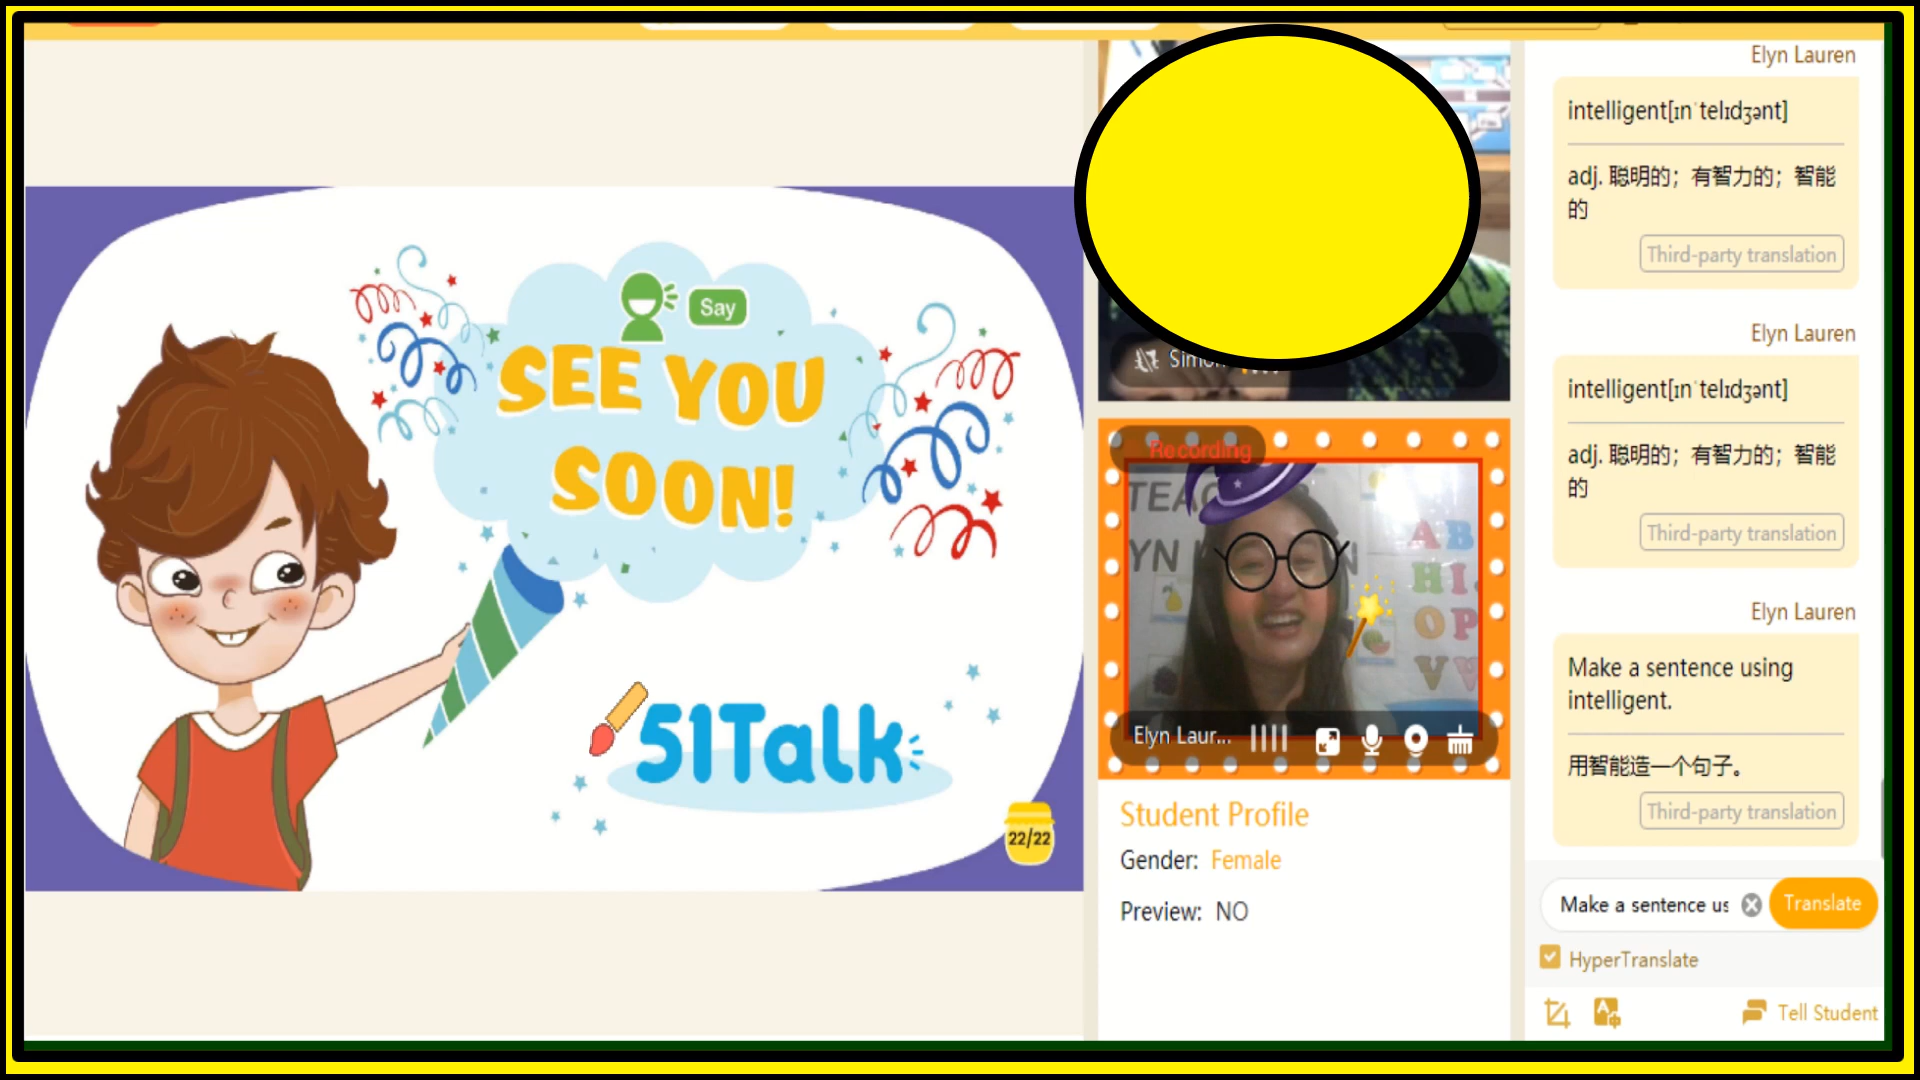 Say
SEE YOU
SOON!
51Talk
22/22
Recording
TEAC
YN
A B
H I
O P
V
Elyn Laur...
Student Profile
Gender: Female
Preview: NO
Elyn Lauren
intelligent[ɪnˈtelɪdʒənt]
adj. 聪明的；有智力的；智能
的
Third-party translation
Elyn Lauren
intelligent[ɪnˈtelɪdʒənt]
adj. 聪明的；有智力的；智能
的
Third-party translation
Elyn Lauren
Make a sentence using
intelligent.
用智能造一个句子。
Third-party translation
Make a sentence us
Translate
HyperTranslate
Tell Student